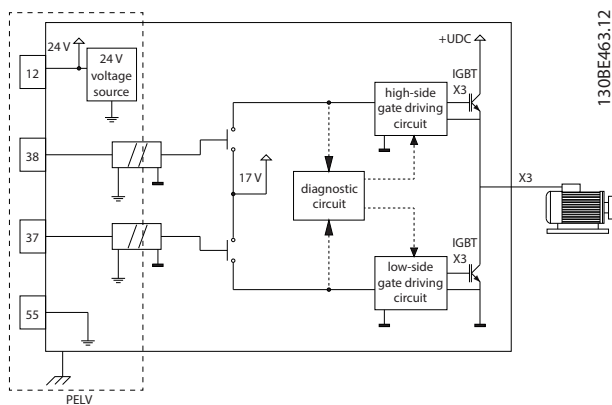 24 V
12
24 V
voltage
source
38
37
55
PELV
17 V
diagnostic
circuit
+UDC
high-side
gate driving
circuit
IGBT
X3
X3
IGBT
X3
low-side
gate driving
circuit
130BE463.12